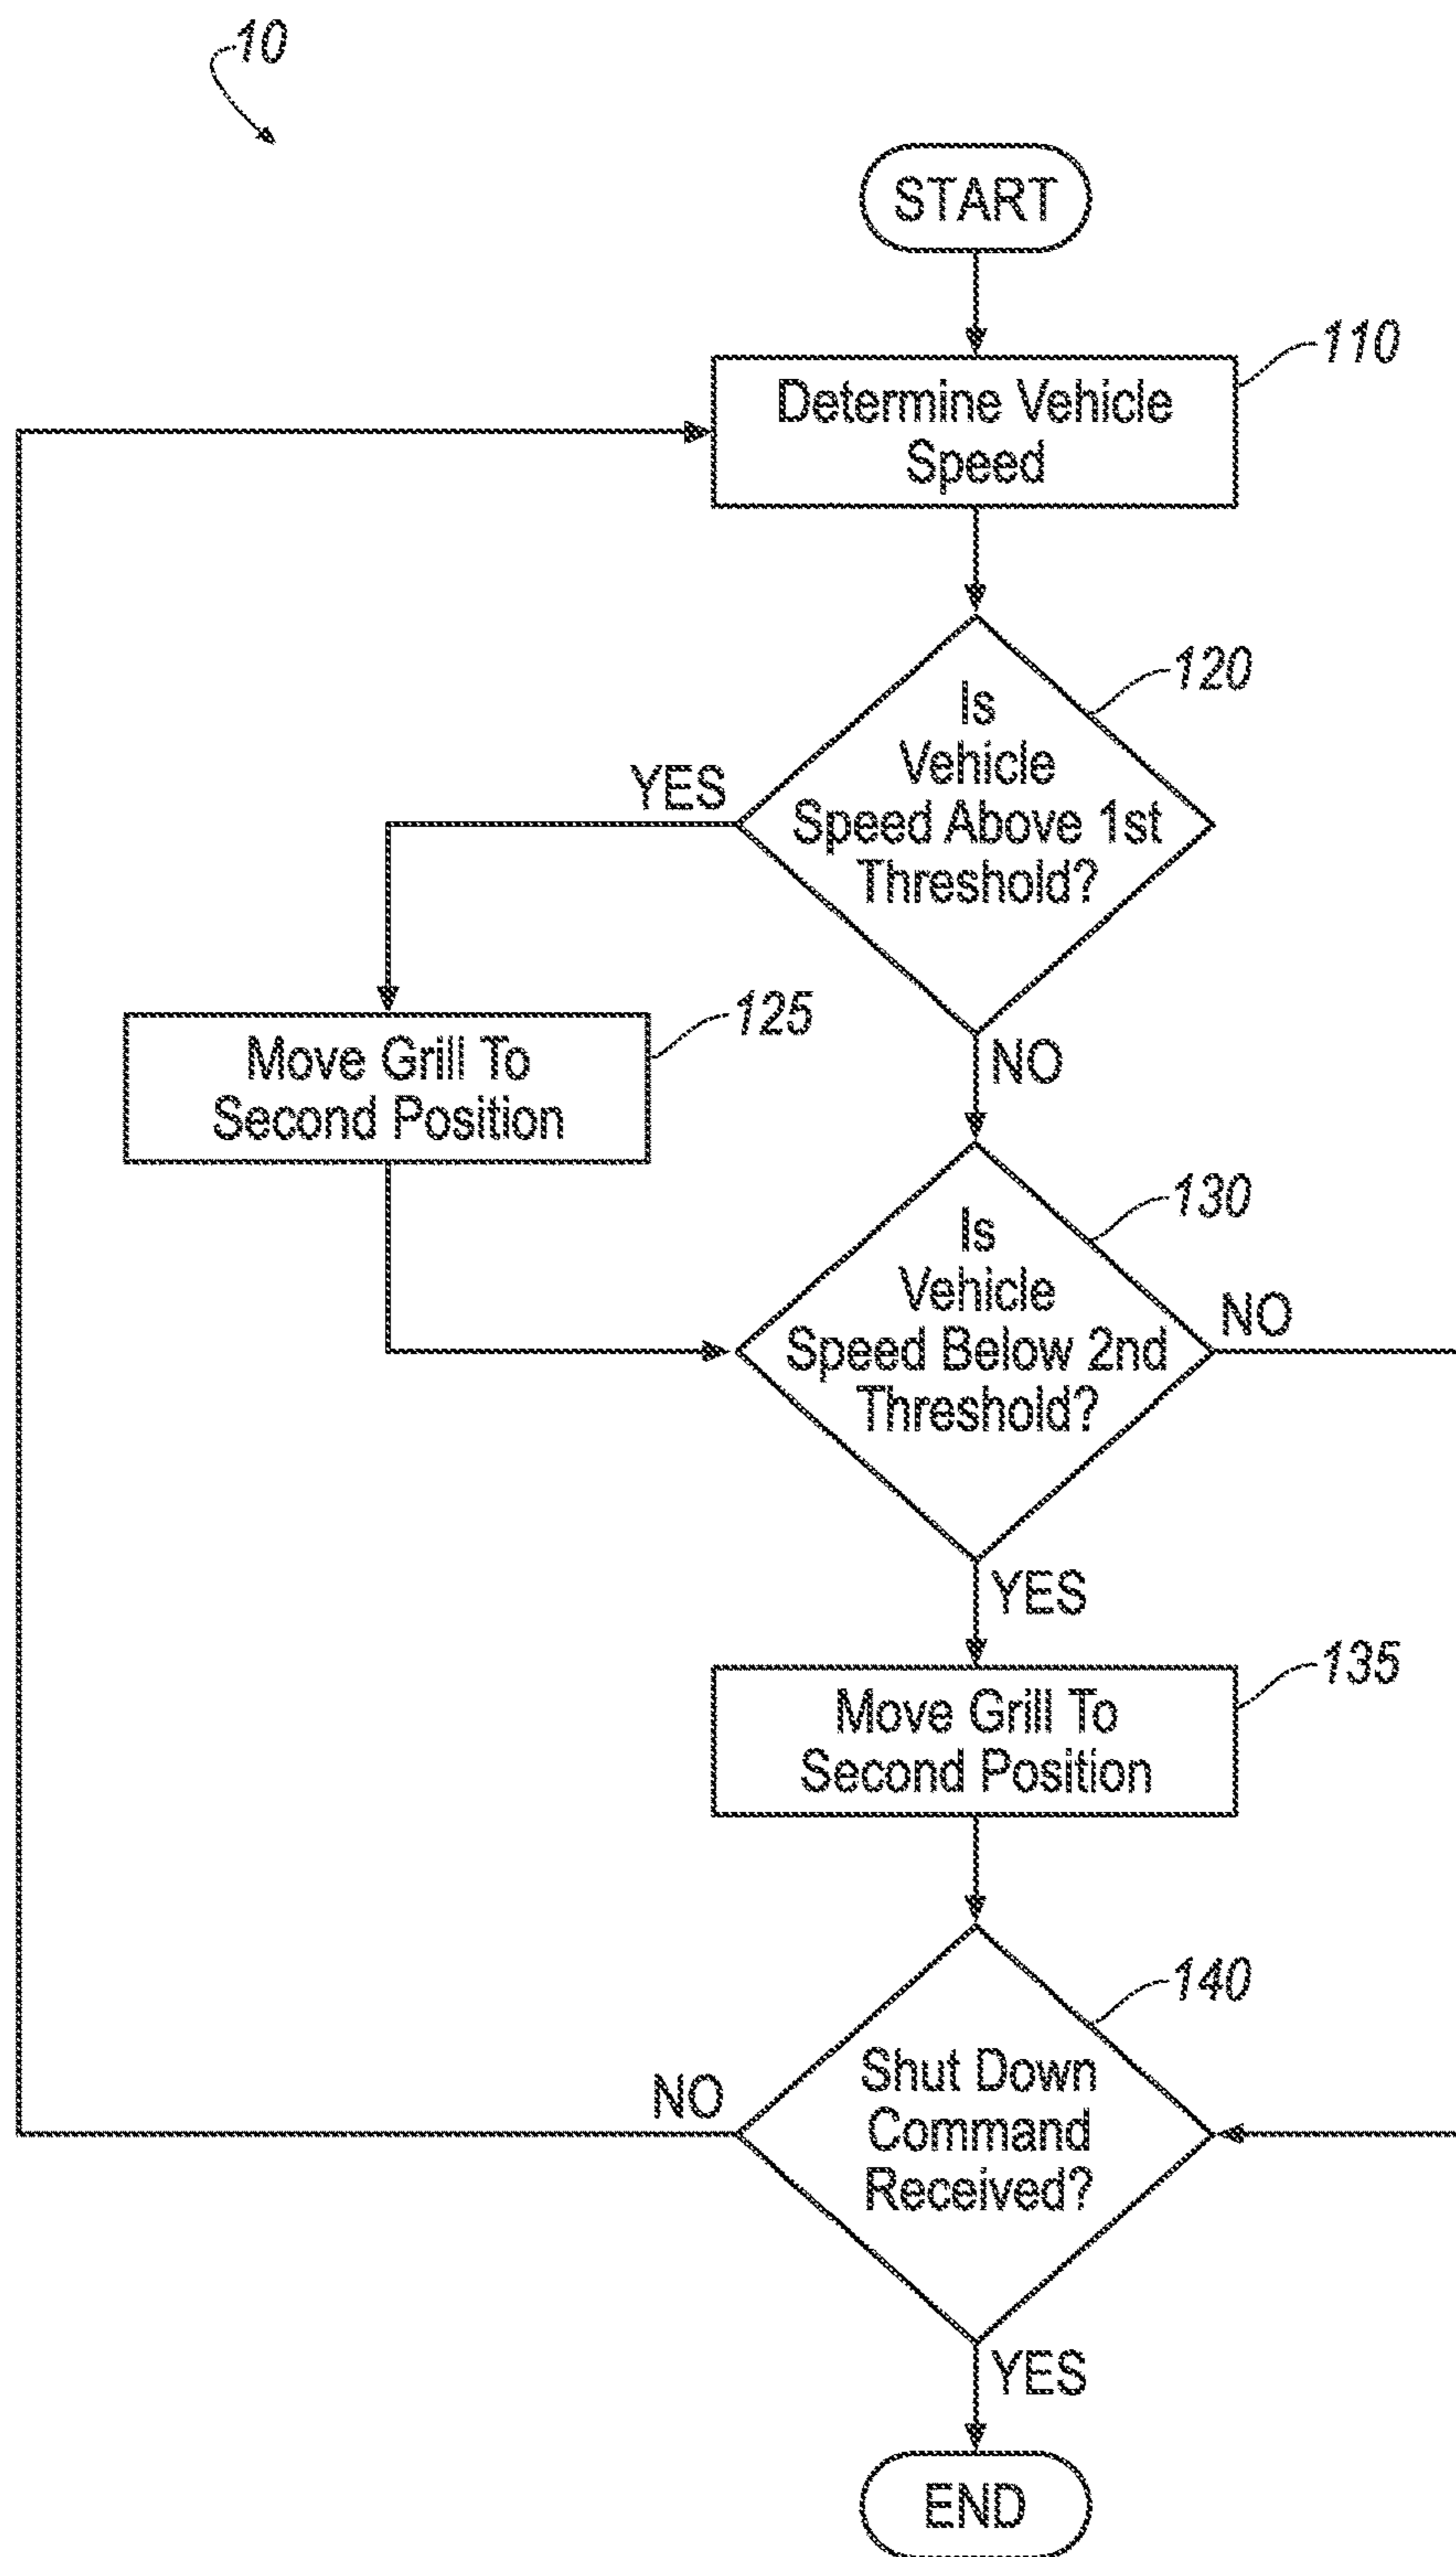 10
START
110
Determine Vehicle
Speed
120
Is
Vehicle
Speed Above 1st
Threshold?
YES
NO
125
Move Grill To
Second Position
130
Is
Vehicle
Speed Below 2nd
Threshold?
NO
YES
135
Move Grill To
Second Position
140
Shut Down
Command
Received?
NO
YES
END